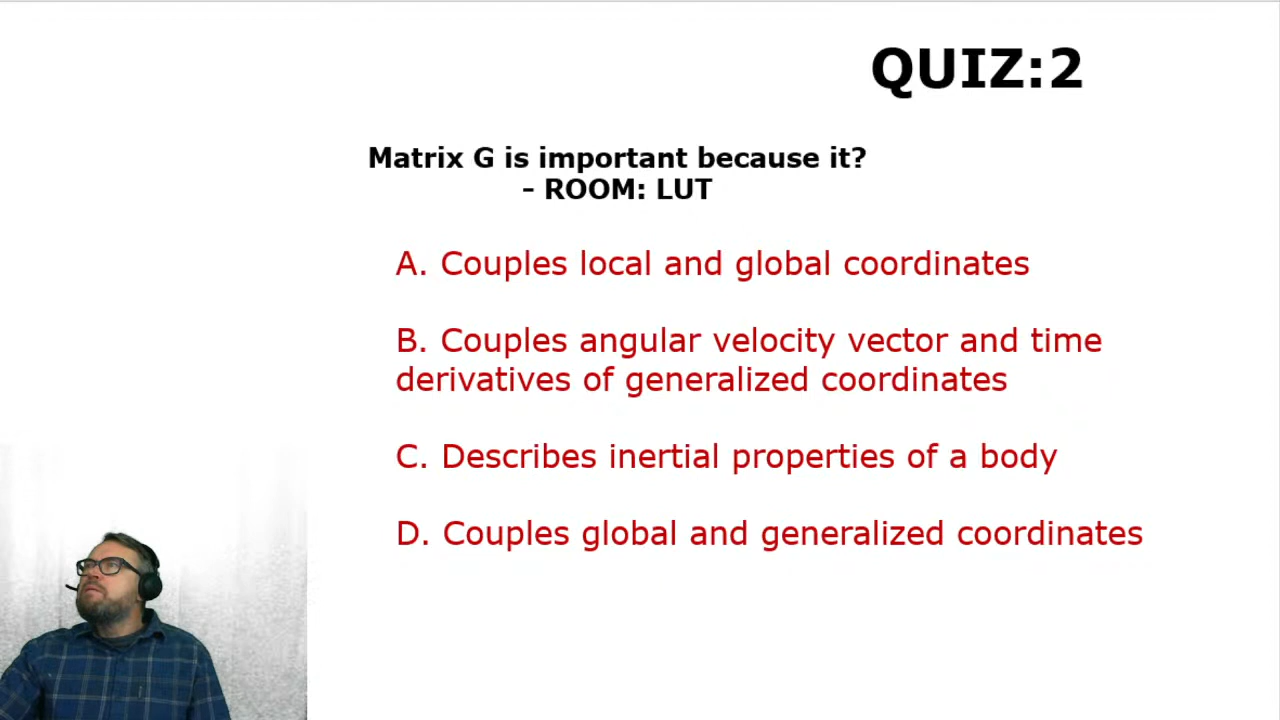 QUIZ:2
Matrix G is important because it?
– ROOM: LUT
A. Couples local and global coordinates
B. Couples angular velocity vector and time
derivatives of generalized coordinates
C. Describes inertial properties of a body
D. Couples global and generalized coordinates